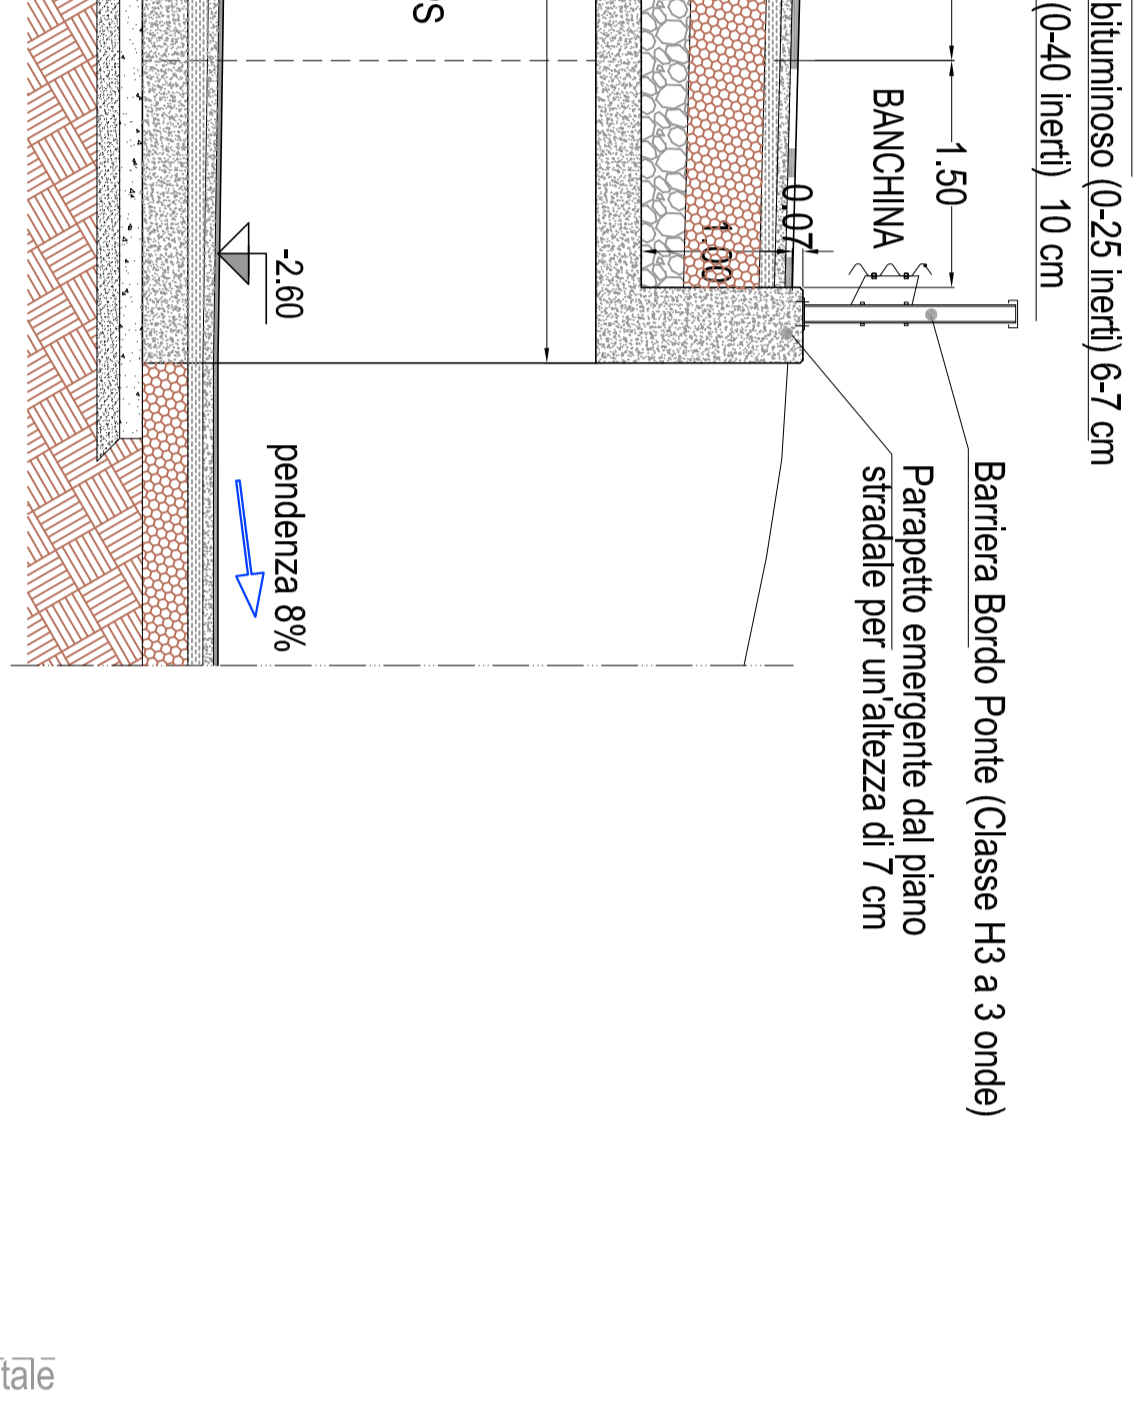 bituminoso (0-25 inerti) 6-7 cm
(0-40 inerti) 10 cm
Barriera Bordo Ponte (Classe H3 a 3 onde)
1.50
Parapetto emergente dal piano
stradale per un'altezza di 7 cm
BANCHINA
0.07
1.00
-2.60
pendenza 8%
tale